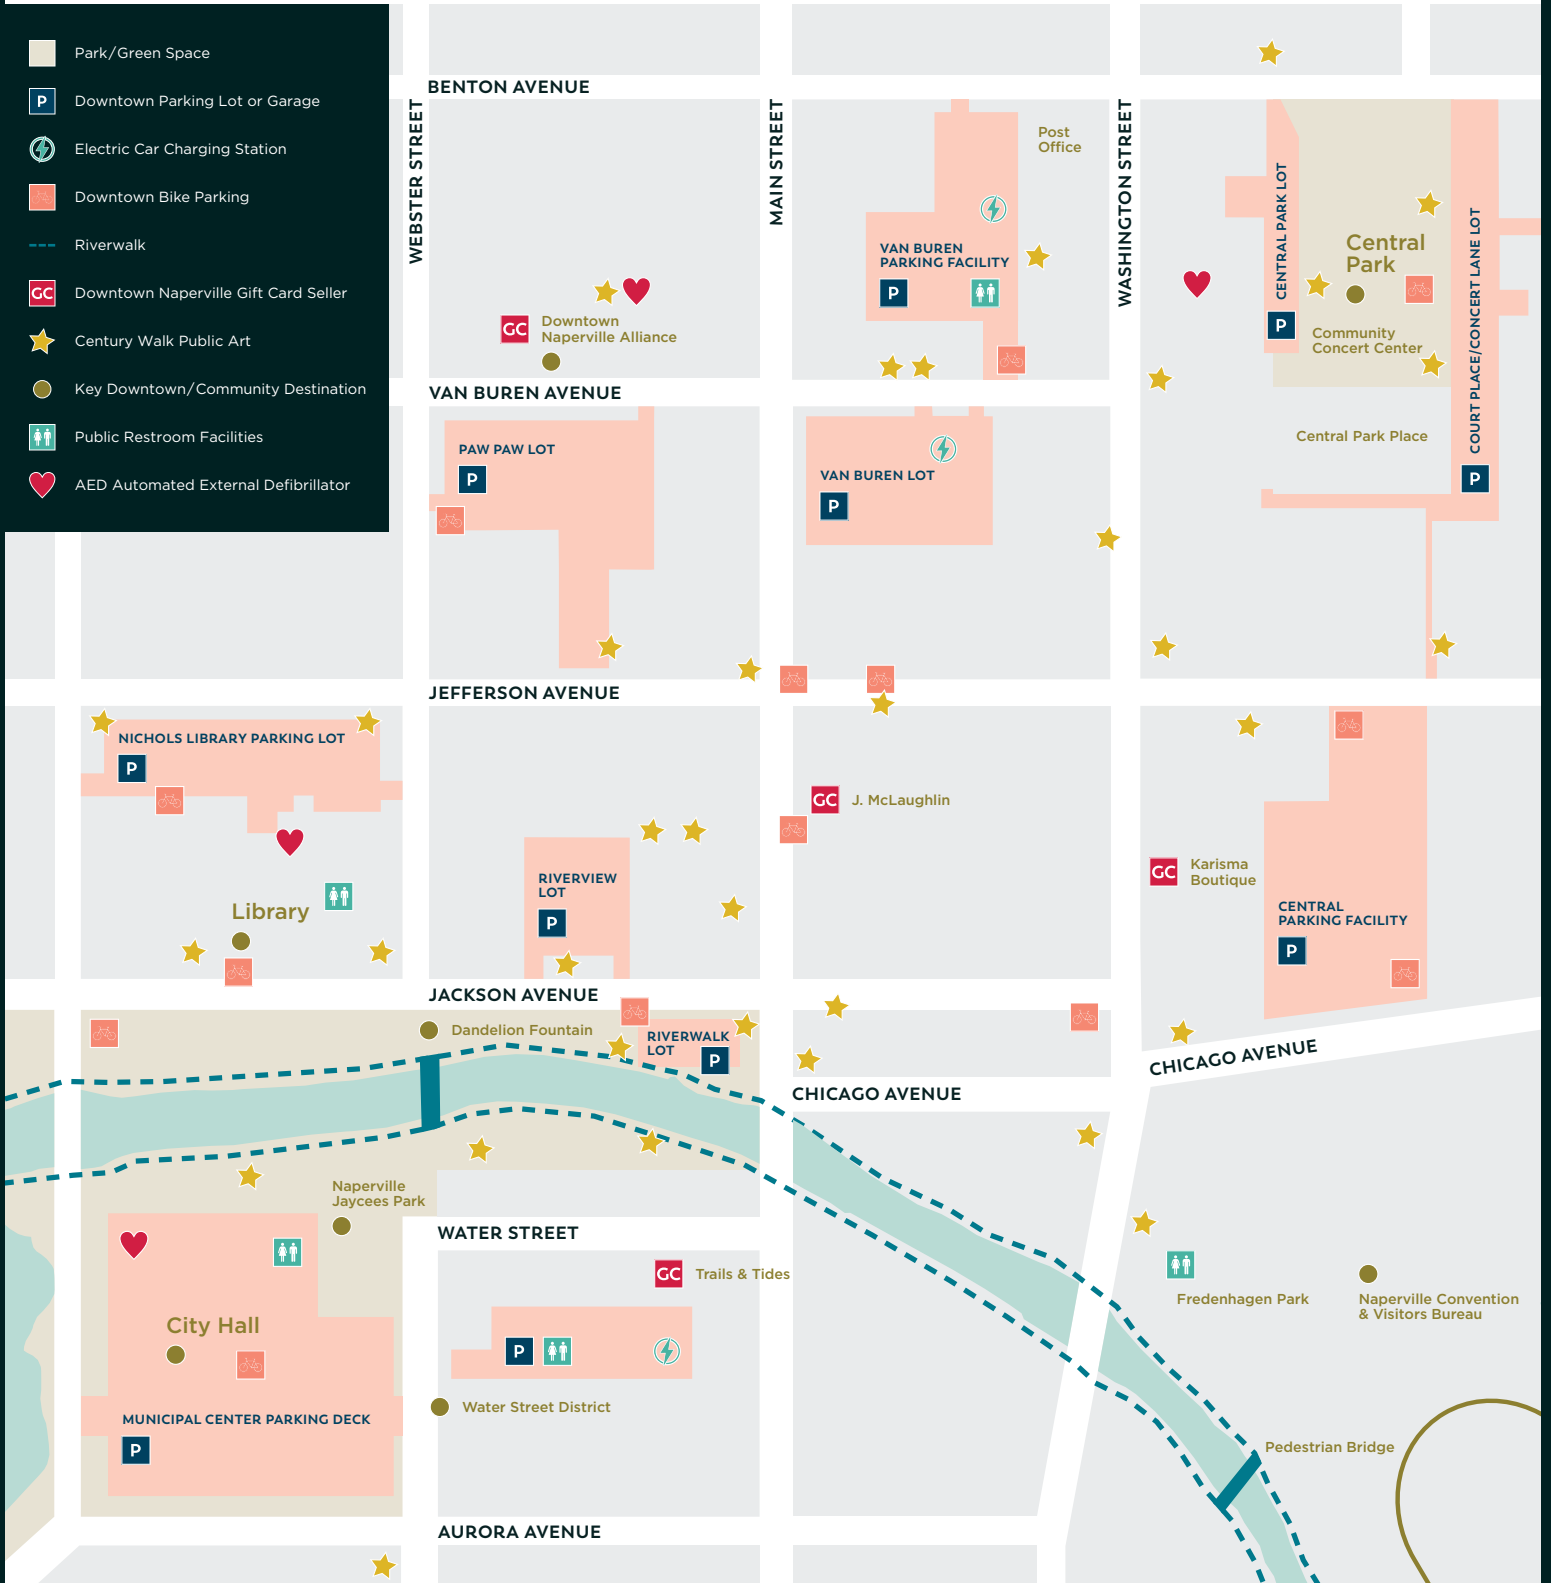 Park/Green Space
P
Downtown Parking Lot or Garage
Electric Car Charging Station
Downtown Bike Parking
Riverwalk
GC
Downtown Naperville Gift Card Seller
Century Walk Public Art
Key Downtown/Community Destination
Public Restroom Facilities
AED Automated External Defibrillator
BENTON AVENUE
WEBSTER STREET
MAIN STREET
WASHINGTON STREET
Post
Office
VAN BUREN
PARKING FACILITY
P
CENTRAL PARK LOT
P
Central
Park
Community
Concert Center
COURT PLACE/CONCERT LANE LOT
P
GC
Downtown
Naperville Alliance
VAN BUREN AVENUE
PAW PAW LOT
P
VAN BUREN LOT
P
Central Park Place
JEFFERSON AVENUE
NICHOLS LIBRARY PARKING LOT
P
Library
RIVERVIEW
LOT
P
GC
J. McLaughlin
GC
Karisma
Boutique
CENTRAL
PARKING FACILITY
P
JACKSON AVENUE
Dandelion Fountain
RIVERWALK
LOT
P
CHICAGO AVENUE
CHICAGO AVENUE
Naperville
Jaycees Park
WATER STREET
GC
Trails & Tides
City Hall
P
Water Street District
MUNICIPAL CENTER PARKING DECK
P
Fredenhagen Park
Naperville Convention
& Visitors Bureau
Pedestrian Bridge
AURORA AVENUE